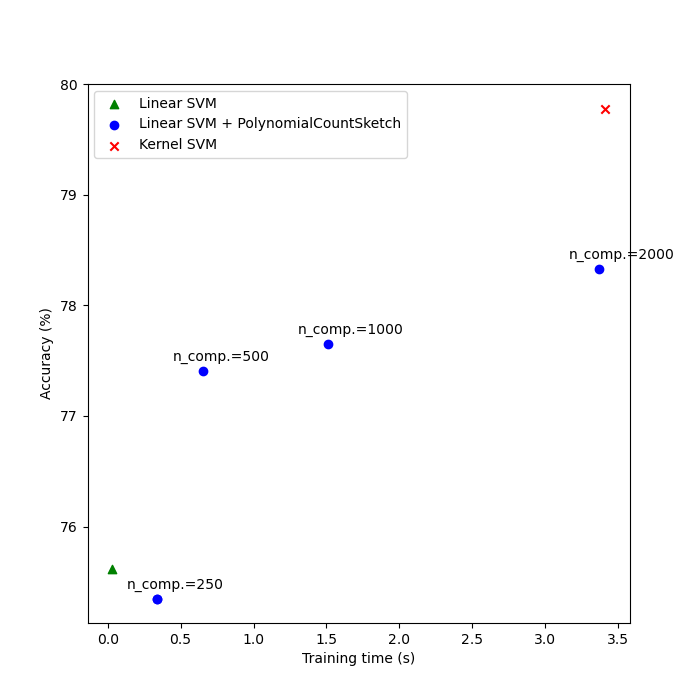 80
79
78
77
76
Accuracy (%)
Linear SVM
Linear SVM + PolynomialCountSketch
Kernel SVM
n_comp.=2000
n_comp.=1000
n_comp.=500
n_comp.=250
0.0 0.5 1.0 1.5 2.0 2.5 3.0 3.5
Training time (s)